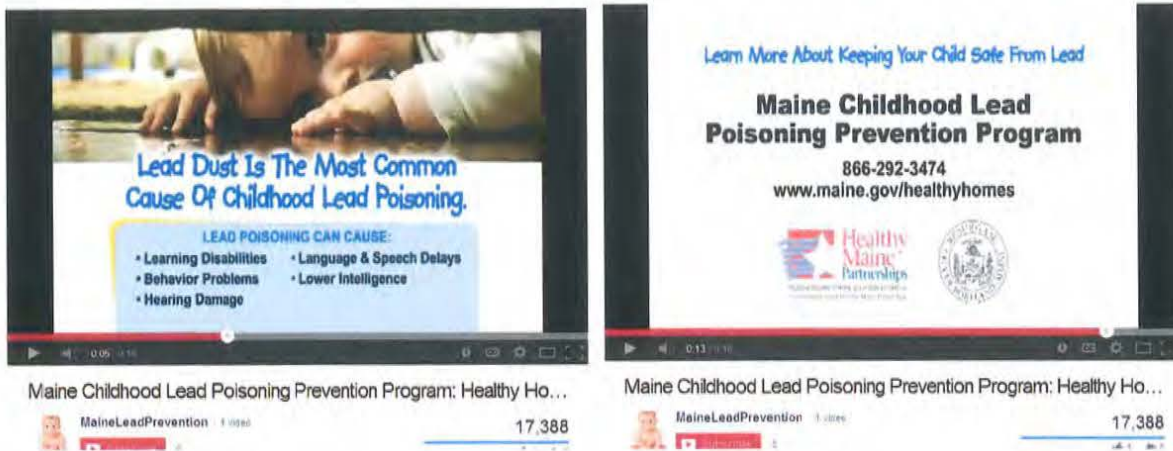 Lead Dust Is The Most Common
Cause Of Childhood Lead Poisoning.
LEAD POISONING CAN CAUSE:
• Learning Disabilities
• Behavior Problems
• Hearing Damage
• Language & Speech Delays
• Lower Intelligence
0:05
Maine Childhood Lead Poisoning Prevention Program: Healthy Ho...
MaineLeadPrevention
17,388
Learn More About Keeping Your Child Safe From Lead
Maine Childhood Lead
Poisoning Prevention Program
866-292-3474
www.maine.gov/healthyhomes
Healthy
Maine
Partnerships
0:13
Maine Childhood Lead Poisoning Prevention Program: Healthy Ho...
MaineLeadPrevention
17,388